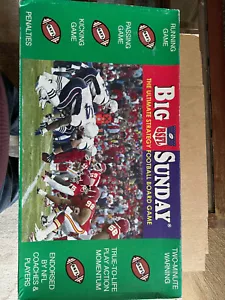 RUNNING
GAME
PASSING
GAME
KICKING
GAME
PENALTIES
BIG
SUNDAY®
THE ULTIMATE STRATEGY FOOTBALL BOARD GAME
TWO-MINUTE
WARNING
TRUE-TO-LIFE
PLAY ACTION
MOMENTUM
ENDORSED
BY NFL
COACHES &
PLAYERS